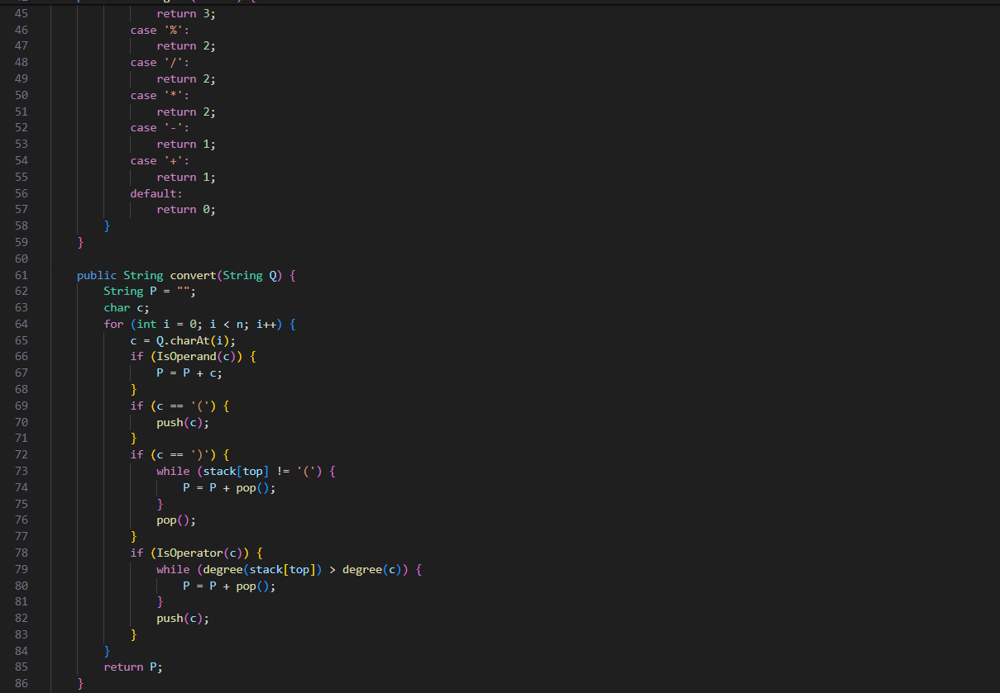 45 return 3;
46 case '%':
47 return 2;
48 case '/':
49 return 2;
50 case '*':
51 return 2;
52 case '-':
53 return 1;
54 case '+':
55 return 1;
56 default:
57 return 0;
58 }
59 }
60
61 public String convert(String Q) {
62 String P = "";
63 char c;
64 for (int i = 0; i < n; i++) {
65 c = Q.charAt(i);
66 if (IsOperand(c)) {
67 P = P + c;
68 }
69 if (c == '(') {
70 push(c);
71 }
72 if (c == ')') {
73 while (stack[top] != '(') {
74 P = P + pop();
75 }
76 pop();
77 }
78 if (IsOperator(c)) {
79 while (degree(stack[top]) > degree(c)) {
80 P = P + pop();
81 }
82 push(c);
83 }
84 }
85 return P;
86 }